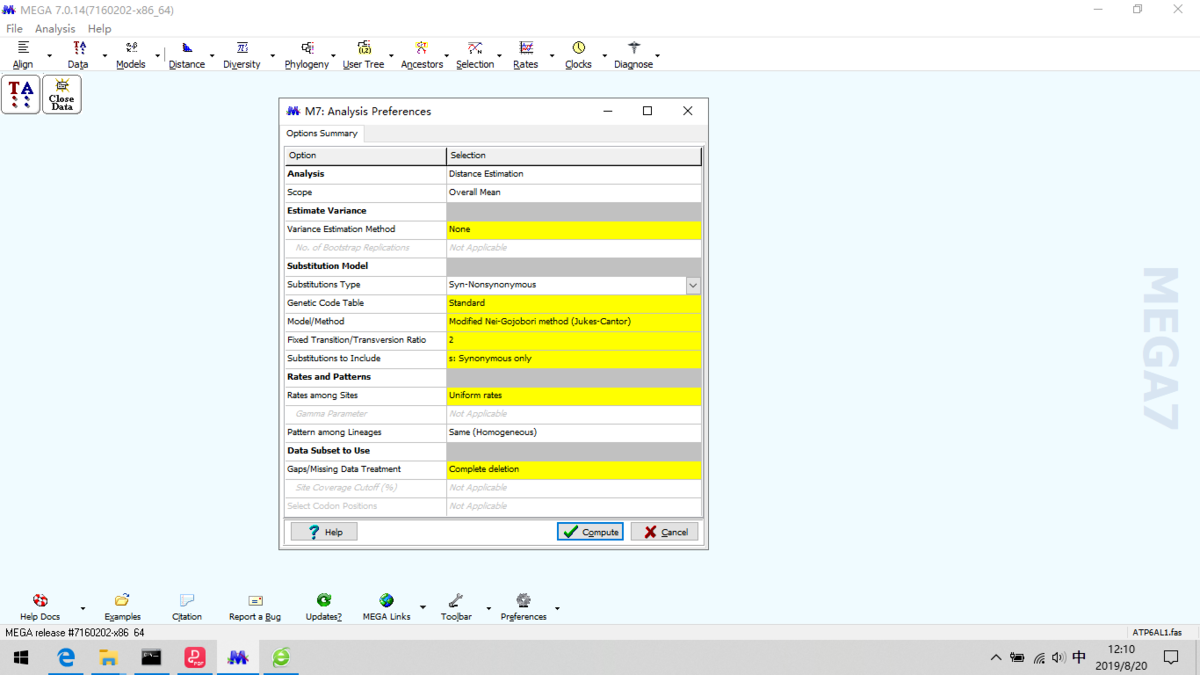 MEGA 7.0.14(7160202-x86_64)
File Analysis Help
Align Data Models Distance Diversity Phylogeny User Tree Ancestors Selection Rates Clocks Diagnose
TA Close Data
M7: Analysis Preferences
Options Summary
Option Selection
Analysis Distance Estimation
Scope Overall Mean
Estimate Variance
Variance Estimation Method None
No. of Bootstrap Replications Not Applicable
Substitution Model
Substitutions Type Syn-Nonsynonymous
Genetic Code Table Standard
Model/Method Modified Nei-Gojobori method (Jukes-Cantor)
Fixed Transition/Transversion Ratio 2
Substitutions to Include s: Synonymous only
Rates and Patterns
Rates among Sites Uniform rates
Gamma Parameter Not Applicable
Pattern among Lineages Same (Homogeneous)
Data Subset to Use
Gaps/Missing Data Treatment Complete deletion
Site Coverage Cutoff (%) Not Applicable
Select Codon Positions Not Applicable
Help Compute Cancel
MEGA7
Help Docs Examples Citation Report a Bug Updates? MEGA Links Toolbar Preferences
MEGA release #7160202-x86_64 ATP6AL1.fas
中 12:10
2019/8/20